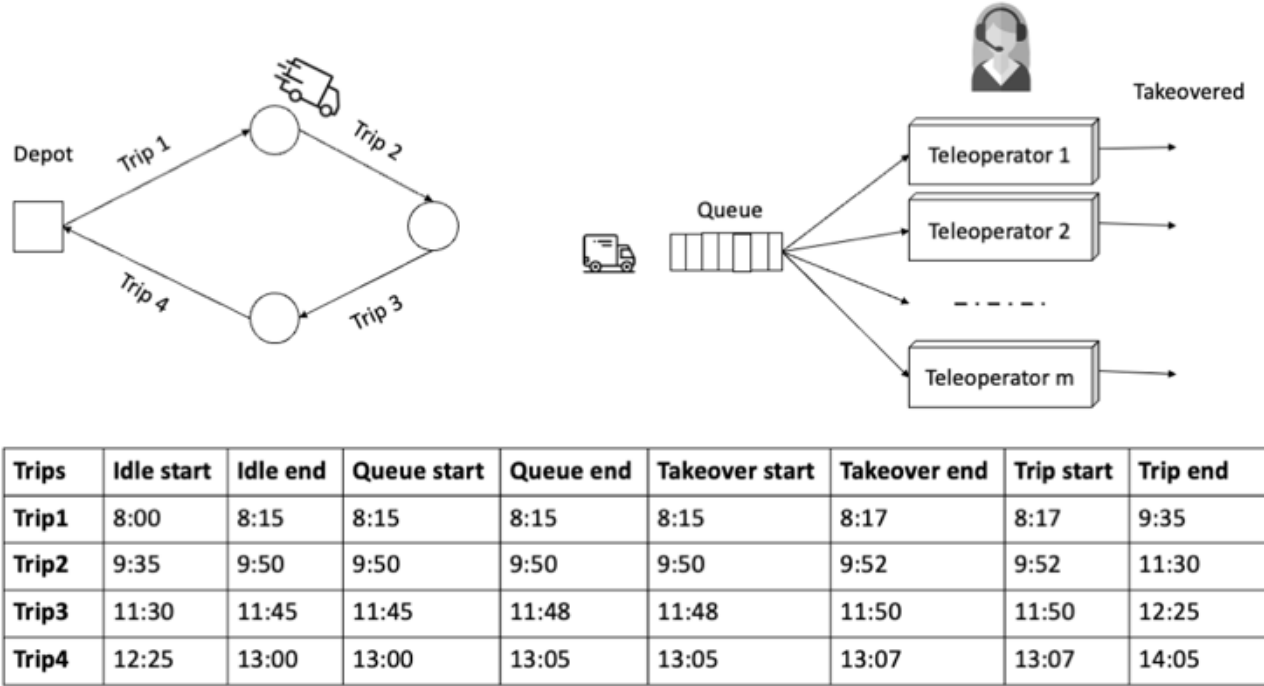 Depot
Trip 1
Trip 2
Trip 3
Trip 4
Queue
Takeovered
Teleoperator 1
Teleoperator 2
Teleoperator m
Trips Idle start Idle end Queue start Queue end Takeover start Takeover end Trip start Trip end
Trip1 8:00 8:15 8:15 8:15 8:15 8:17 8:17 9:35
Trip2 9:35 9:50 9:50 9:50 9:50 9:52 9:52 11:30
Trip3 11:30 11:45 11:45 11:48 11:48 11:50 11:50 12:25
Trip4 12:25 13:00 13:00 13:05 13:05 13:07 13:07 14:05